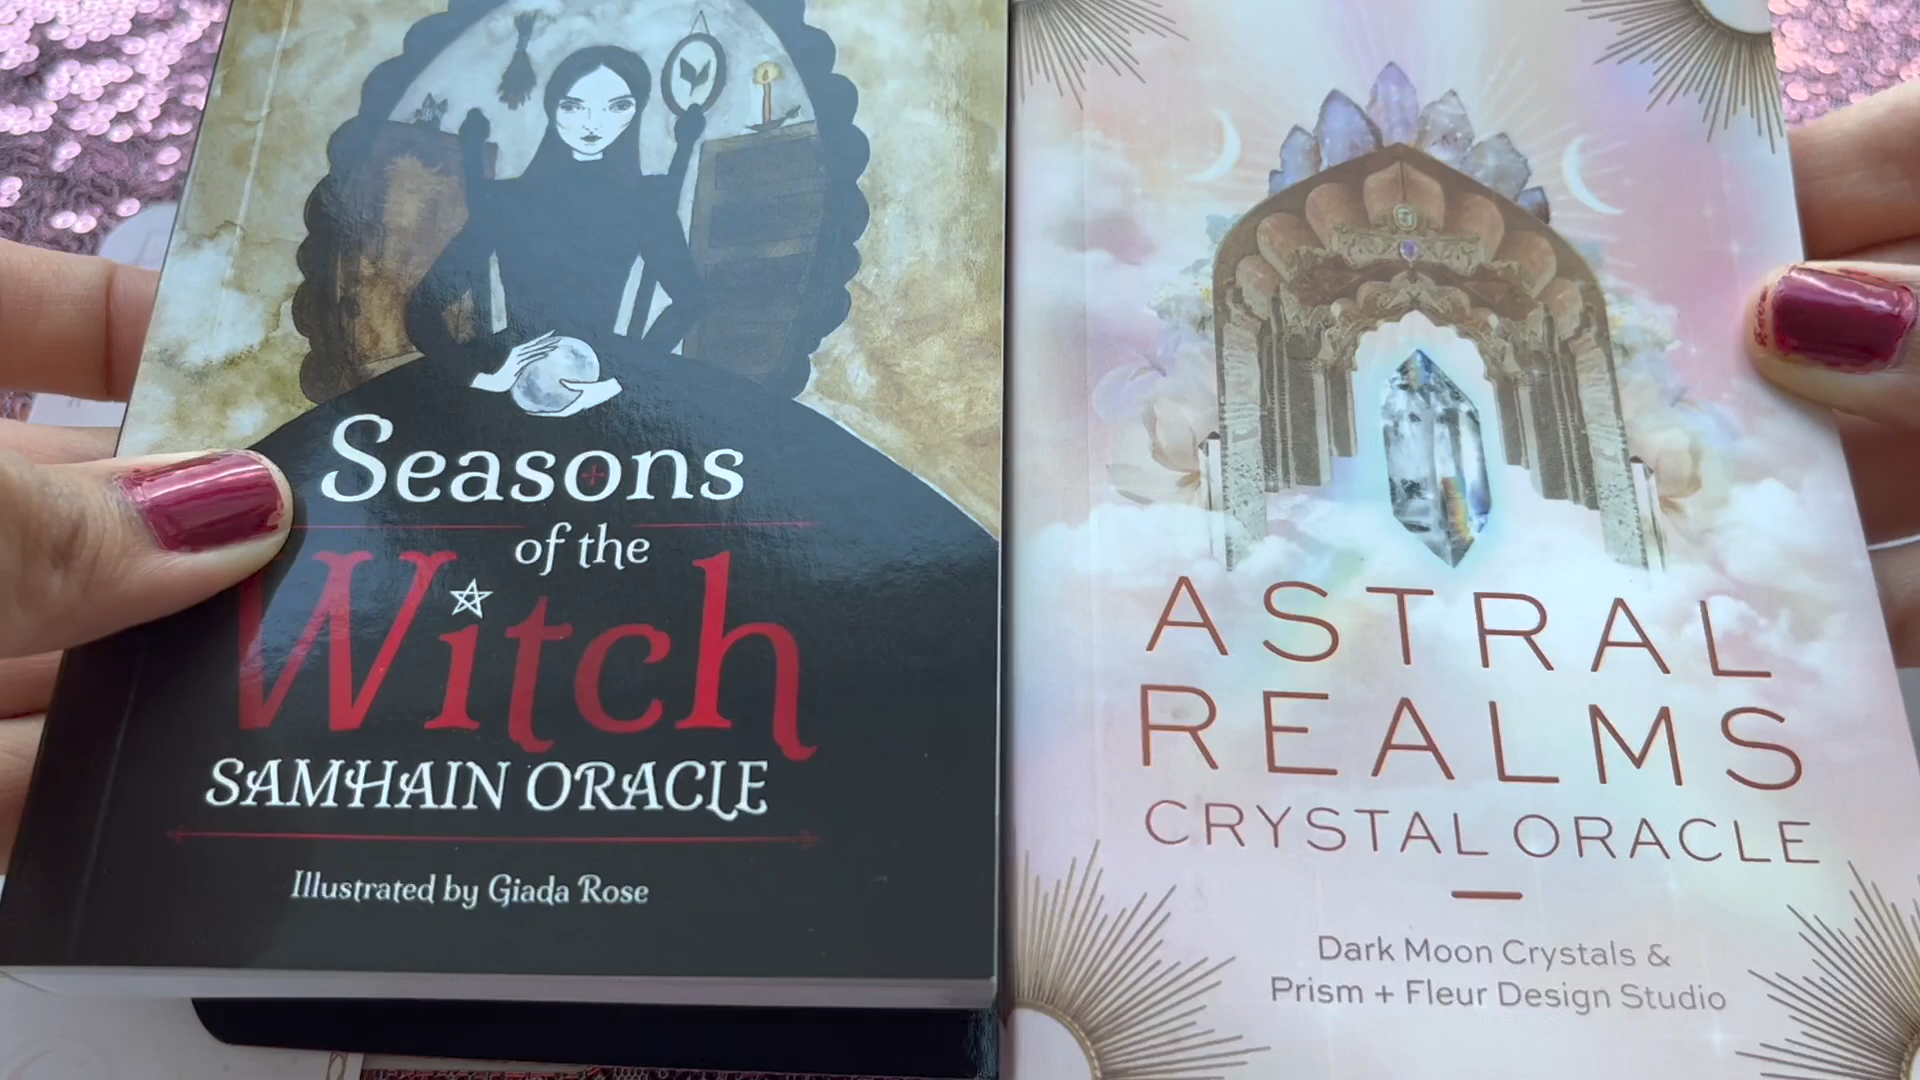 Seasons
of the
Witch
SAMHAIN ORACLE
Illustrated by Giada Rose
ASTRAL
REALMS
CRYSTAL ORACLE
Dark Moon Crystals &
Prism + Fleur Design Studio